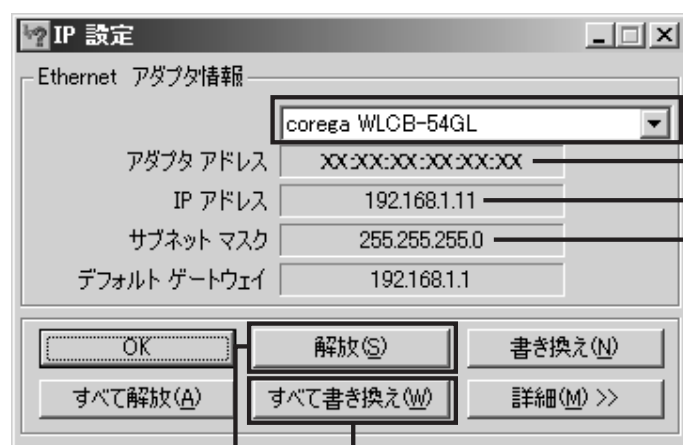 IP 設定
Ethernet アダプタ情報
corega WLCB-54GL
アダプタ アドレス XX:XX:XX:XX:XX:XX
IP アドレス 192.168.1.11
サブネット マスク 255.255.255.0
デフォルト ゲートウェイ 192.168.1.1
OK 解放(S) 書き換え(N)
すべて解放(A) すべて書き換え(W) 詳細(M) >>